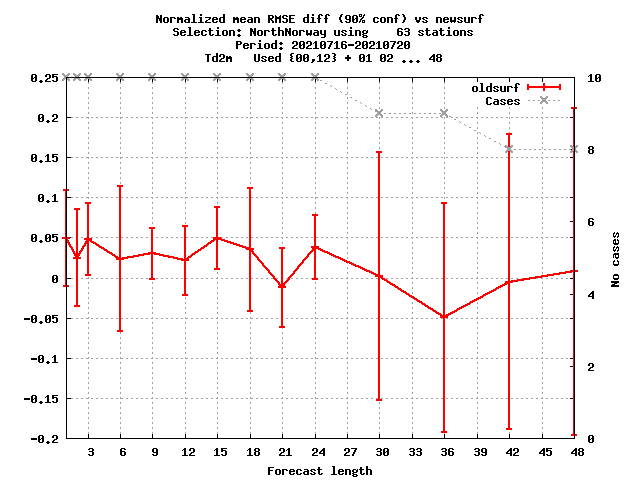 Normalized mean RMSE diff (90% conf) vs newsurf
Selection: NorthNorway using    63 stations
Period: 20210716-20210720
Td2m   Used {00,12} + 01 02 ... 48
oldsurf
Cases
0.25
0.2
0.15
0.1
0.05
0
-0.05
-0.1
-0.15
-0.2
10
8
6
4
2
0
No cases
3 6 9 12 15 18 21 24 27 30 33 36 39 42 45 48
Forecast length